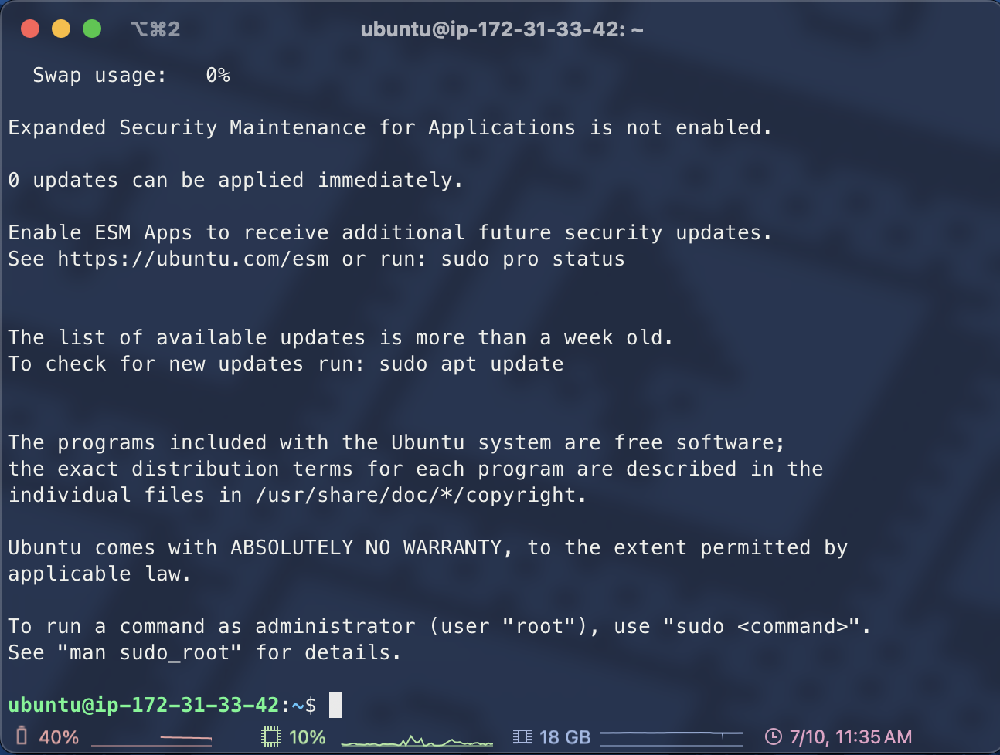 ⌥⌘2
ubuntu@ip-172-31-33-42: ~
Swap usage:   0%
Expanded Security Maintenance for Applications is not enabled.
0 updates can be applied immediately.
Enable ESM Apps to receive additional future security updates.
See https://ubuntu.com/esm or run: sudo pro status
The list of available updates is more than a week old.
To check for new updates run: sudo apt update
The programs included with the Ubuntu system are free software;
the exact distribution terms for each program are described in the
individual files in /usr/share/doc/*/copyright.
Ubuntu comes with ABSOLUTELY NO WARRANTY, to the extent permitted by
applicable law.
To run a command as administrator (user "root"), use "sudo <command>".
See "man sudo_root" for details.
ubuntu@ip-172-31-33-42:~$
40% 10% 18 GB 7/10, 11:35 AM